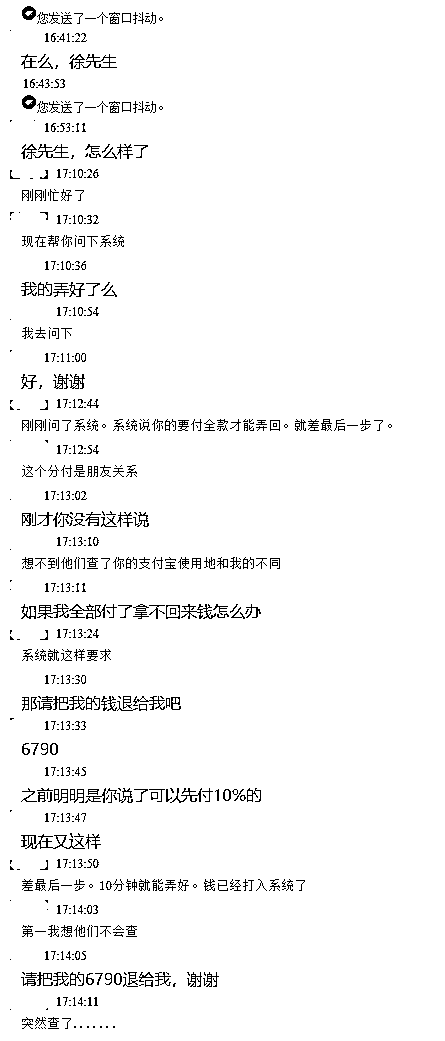 您发送了一个窗口抖动。
16:41:22
在么，徐先生
16:43:53
您发送了一个窗口抖动。
16:53:11
徐先生，怎么样了
17:10:26
刚刚忙好了
17:10:32
现在帮你问下系统
17:10:36
我的弄好了么
17:10:54
我去问下
17:11:00
好，谢谢
17:12:44
刚刚问了系统。系统说你的要付全款才能弄回。就差最后一步了。
17:12:54
这个分付是朋友关系
17:13:02
刚才你没有这样说
17:13:10
想不到他们查了你的支付宝使用地和我的不同
17:13:11
如果我全部付了拿不回来钱怎么办
17:13:24
系统就这样要求
17:13:30
那请把我的钱退给我吧
17:13:33
6790
17:13:45
之前明明是你说了可以先付10%的
17:13:47
现在又这样
17:13:50
差最后一步。10分钟就能弄好。钱已经打入系统了
17:14:03
第一我想他们不会查
17:14:05
请把我的6790退给我，谢谢
17:14:11
突然查了.......